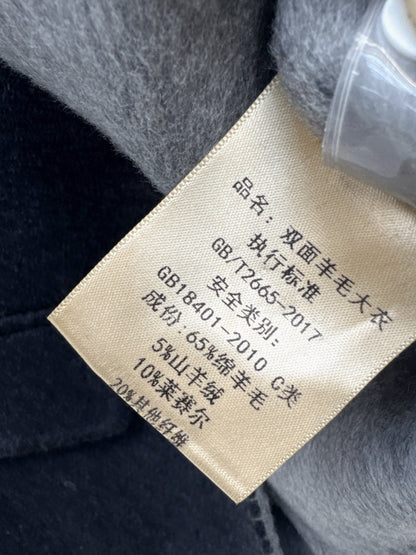 品名：双面羊毛大衣
执行标准
GB/T2665-2017
安全类别：
GB18401-2010 C类
成份：65%绵羊毛
5%山羊绒
10%莱赛尔
20%其他纤维